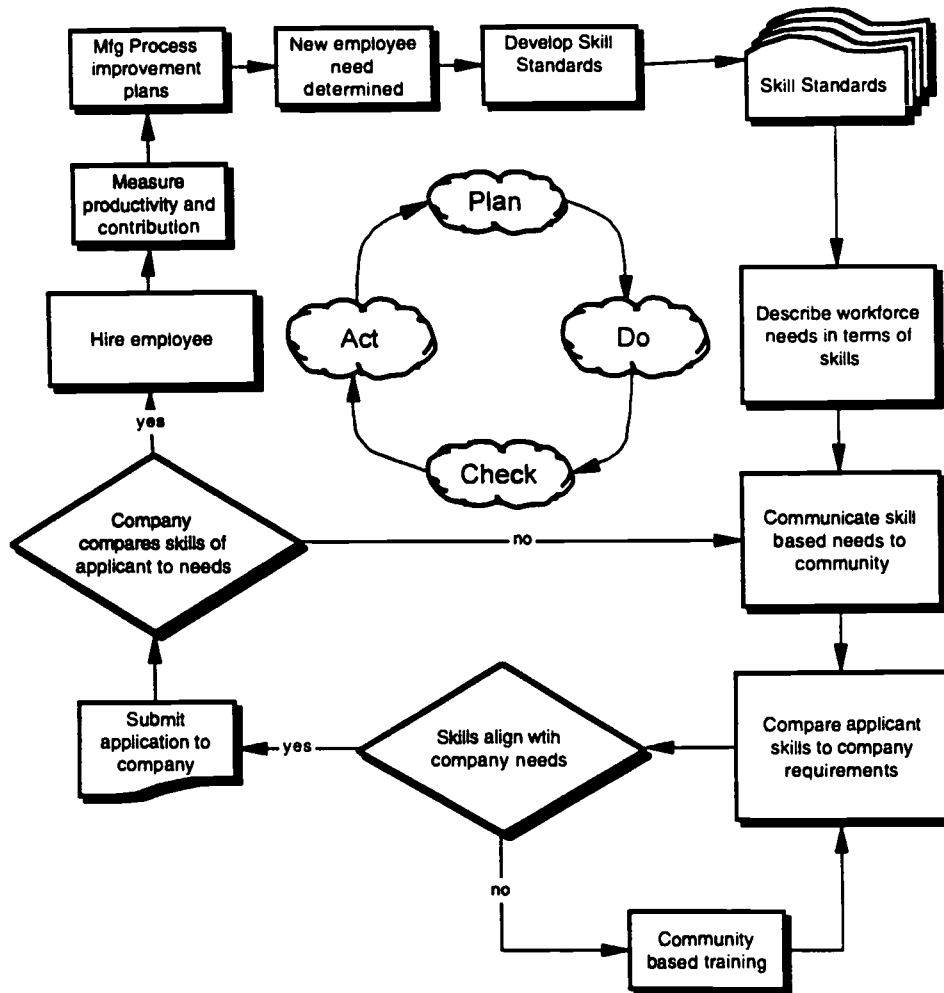 Mfg Process
improvement
plans
New employee
need
determined
Develop Skill
Standards
Skill Standards
Measure
productivity and
contribution
Plan
Hire employee
Act
Do
Describe workforce
needs in terms of
skills
yes
Check
Company
compares skills of
applicant to needs
no
Communicate skill
based needs to
community
Submit
application to
company
yes
Skills align wtih
company needs
Compare applicant
skills to company
requirements
no
Community
based training